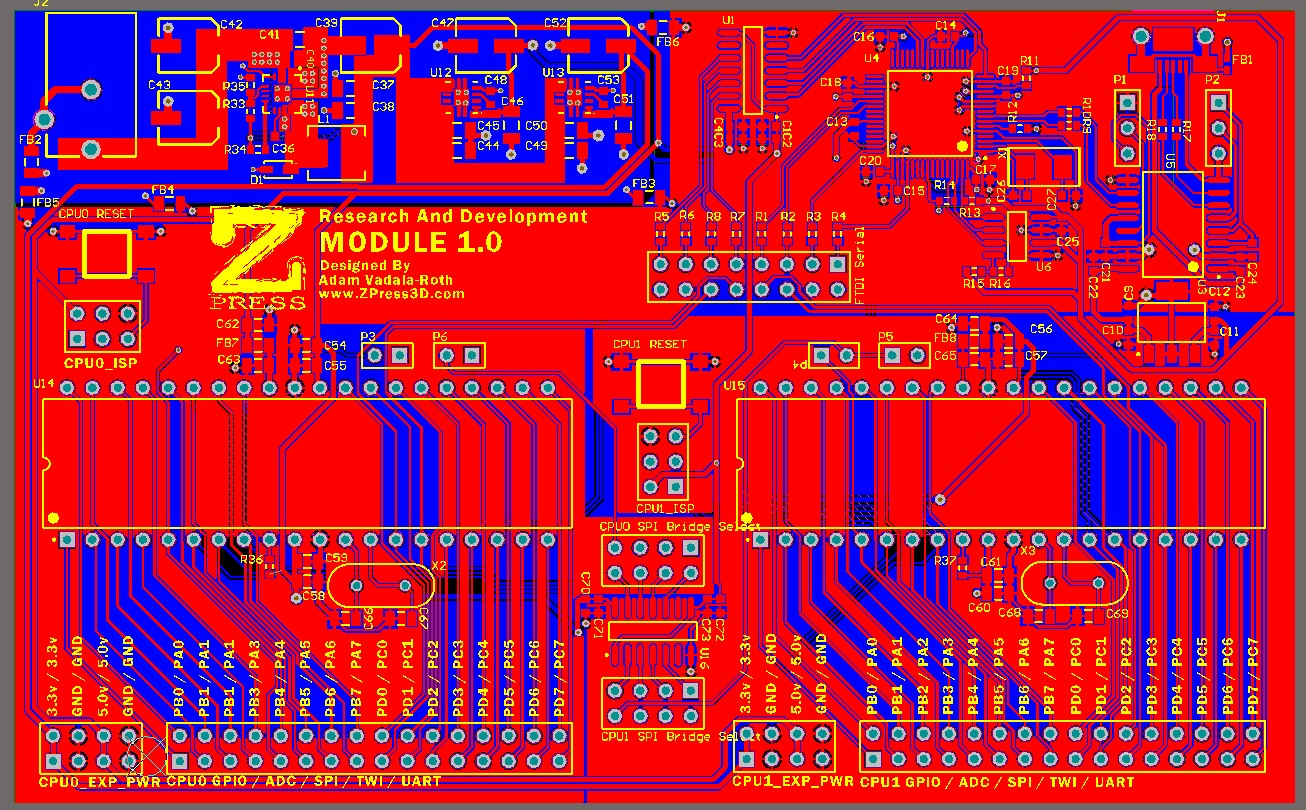 J2
C42
C39
C47
C52
U1
J1
C41
FB6
C16
C14
U4
FB1
C43
R35
R33
C37
C38
U12
C48
C46
U13
C53
C51
C18
C19
R11
P1
P2
C13
R12
FB2
C45
C50
C44
C49
R34
C36
L1
D1
C20
C17
X1
R18
R17
U5
FB5
FB4
FB3
C15
R14
R13
C26
C27
CPU0 RESET
Z
PRESS
Research And Development
MODULE 1.0
Designed By
Adam Vadala-Roth
www.ZPress3D.com
R5
R6
R8
R7
R1
R2
R3
R4
FTDI Serial
C25
U6
R15
R16
C21
C22
U3
C23
C24
C12
C10
C11
CPU0_ISP
C62
FB7
C63
C54
C55
P3
P6
CPU1 RESET
P4
P5
C64
FB8
C65
C56
C57
U14
U15
CPU1_ISP
CPU0 SPI Bridge Select
R36
C59
C58
X2
C66
C67
C70
C71
C73
C72
U16
R37
C61
C60
X3
C68
C69
3.3v / 3.3v
GND / GND
5.0v / 5.0v
GND / GND
PB0 / PA0
PB1 / PA1
PB1 / PA1
PB3 / PA3
PB4 / PA4
PB5 / PA5
PB6 / PA6
PB7 / PA7
PD0 / PC0
PD1 / PC1
PD2 / PC2
PD3 / PC3
PD4 / PC4
PD5 / PC5
PD6 / PC6
PD7 / PC7
3.3v / 3.3v
GND / GND
5.0v / 5.0v
GND / GND
PB0 / PA0
PB1 / PA1
PB2 / PA2
PB3 / PA3
PB4 / PA4
PB5 / PA5
PB6 / PA6
PB7 / PA7
PD0 / PC0
PD1 / PC1
PD2 / PC2
PD3 / PC3
PD4 / PC4
PD5 / PC5
PD6 / PC6
PD7 / PC7
CPU1 SPI Bridge Select
CPU0_EXP_PWR
CPU0 GPIO / ADC / SPI / TWI / UART
CPU1_EXP_PWR
CPU1 GPIO / ADC / SPI / TWI / UART